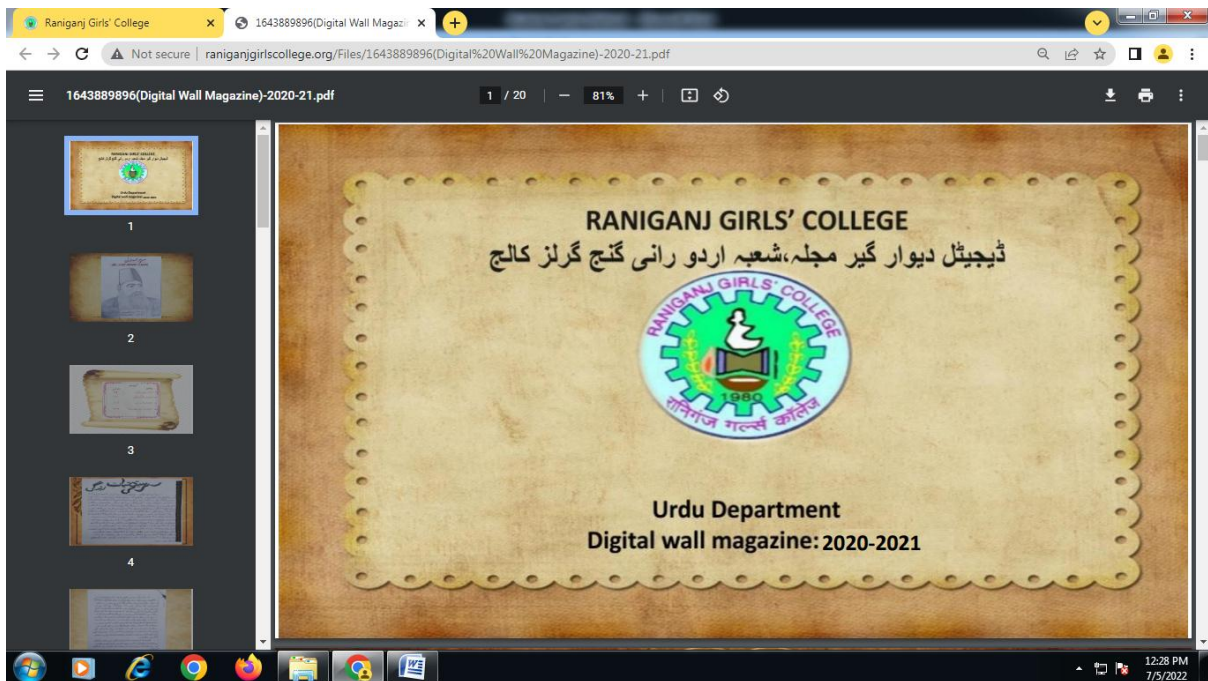 Raniganj Girls' College
1643889896(Digital Wall Magazin
Not secure | raniganjgirlscollege.org/Files/1643889896(Digital%20Wall%20Magazine)-2020-21.pdf
1643889896(Digital Wall Magazine)-2020-21.pdf
1 / 20
81%
1
2
3
4
RANIGANJ GIRLS' COLLEGE
ڈیجیٹل دیوار گیر مجلہ،شعبہ اردو رانی گنج گرلز کالج
RANIGANJ GIRLS' COLLEGE
1980
रानिगंज गर्ल्स कॉलेज
Urdu Department
Digital wall magazine: 2020-2021
12:28 PM
7/5/2022